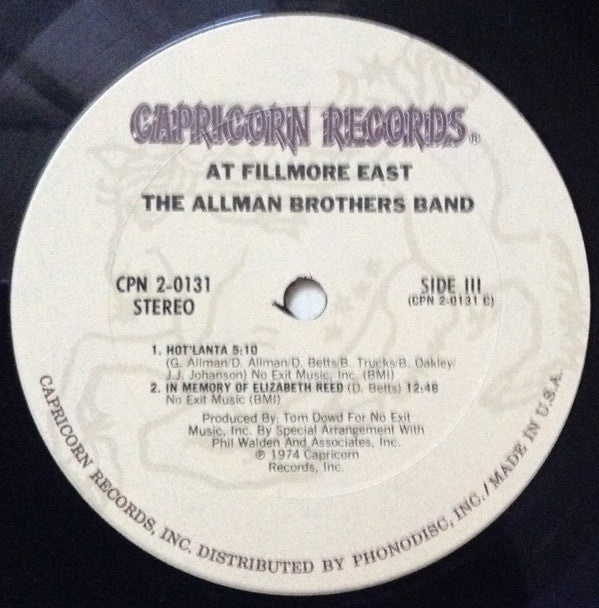 CAPRICORN RECORDS®
AT FILLMORE EAST
THE ALLMAN BROTHERS BAND
CPN 2-0131
STEREO
SIDE III
(CPN 2-0131 C)
1. HOT'LANTA 5:10
(G. Allman/D. Allman/D. Betts/B. Trucks/B. Oakley/
J.J. Johanson) No Exit Music, Inc. (BMI)
2. IN MEMORY OF ELIZABETH REED (D. Betts) 12:46
No Exit Music (BMI)
Produced By: Tom Dowd For No Exit
Music, Inc. By Special Arrangement With
Phil Walden And Associates, Inc.
℗ 1974 Capricorn
Records, Inc.
CAPRICORN RECORDS, INC. DISTRIBUTED BY PHONODISC, INC./MADE IN U.S.A.